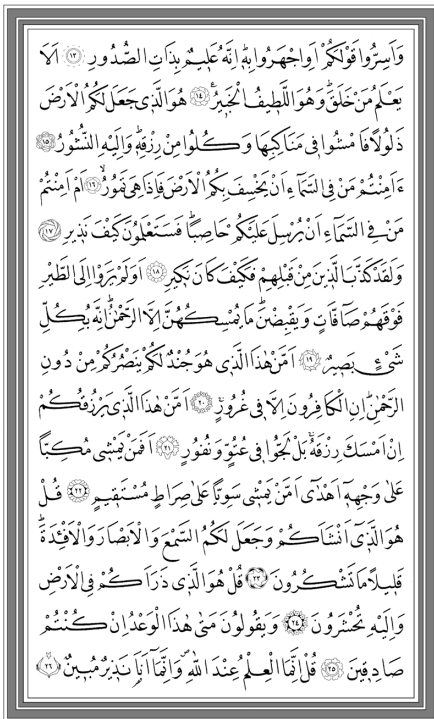 وَاَسِرُّوا قَوْلَكُمْ اَوِ اجْهَرُوا بِهٖؕ اِنَّهُ عَلٖيمٌ بِذَاتِ الصُّدُورِ ﴿١٣﴾ اَلَا
يَعْلَمُ مَنْ خَلَقَؕ وَهُوَ اللَّطٖيفُ الْخَبٖيرُࣖ ﴿١٤﴾ هُوَ الَّذٖي جَعَلَ لَكُمُ الْاَرْضَ
ذَلُولًا فَامْشُوا فٖي مَنَاكِبِهَا وَكُلُوا مِنْ رِزْقِهٖؕ وَاِلَيْهِ النُّشُورُ ﴿١٥﴾
ءَاَمِنْتُمْ مَنْ فِي السَّمَٓاءِ اَنْ يَخْسِفَ بِكُمُ الْاَرْضَ فَاِذَا هِيَ تَمُورُۙ ﴿١٦﴾ اَمْ اَمِنْتُمْ
مَنْ فِي السَّمَٓاءِ اَنْ يُرْسِلَ عَلَيْكُمْ حَاصِبًاؕ فَسَتَعْلَمُونَ كَيْفَ نَذٖيرِ ﴿١٧﴾
وَلَقَدْ كَذَّبَ الَّذٖينَ مِنْ قَبْلِهِمْ فَكَيْفَ كَانَ نَكٖيرِ ﴿١٨﴾ اَوَلَمْ يَرَوْا اِلَى الطَّيْرِ
فَوْقَهُمْ صَٓافَّاتٍ وَيَقْبِضْنَؕ مَا يُمْسِكُهُنَّ اِلَّا الرَّحْمٰنُؕ اِنَّهُ بِكُلِّ
شَيْءٍ بَصٖيرٌ ﴿١٩﴾ اَمَّنْ هٰذَا الَّذٖي هُوَ جُنْدٌ لَكُمْ يَنْصُرُكُمْ مِنْ دُونِ
الرَّحْمٰنِؕ اِنِ الْكَافِرُونَ اِلَّا فٖي غُرُورٍۚ ﴿٢٠﴾ اَمَّنْ هٰذَا الَّذٖي يَرْزُقُكُمْ
اِنْ اَمْسَكَ رِزْقَهُۚ بَلْ لَجُّوا فٖي عُتُوٍّ وَنُفُورٍ ﴿٢١﴾ اَفَمَنْ يَمْشٖي مُكِبًّا
عَلٰى وَجْهِهٖٓ اَهْدٰٓى اَمَّنْ يَمْشٖي سَوِيًّا عَلٰى صِرَاطٍ مُسْتَقٖيمٍ ﴿٢٢﴾ قُلْ
هُوَ الَّذٖٓي اَنْشَاَكُمْ وَجَعَلَ لَكُمُ السَّمْعَ وَالْاَبْصَارَ وَالْاَفْـِٔدَةَؕ
قَلٖيلًا مَا تَشْكُرُونَ ﴿٢٣﴾ قُلْ هُوَ الَّذٖي ذَرَاَكُمْ فِي الْاَرْضِ
وَاِلَيْهِ تُحْشَرُونَ ﴿٢٤﴾ وَيَقُولُونَ مَتٰى هٰذَا الْوَعْدُ اِنْ كُنْتُمْ
صَادِقٖينَ ﴿٢٥﴾ قُلْ اِنَّمَا الْعِلْمُ عِنْدَ اللّٰهِࣕ وَاِنَّمَٓا اَنَا۬ نَذٖيرٌ مُبٖينٌ ﴿٢٦﴾